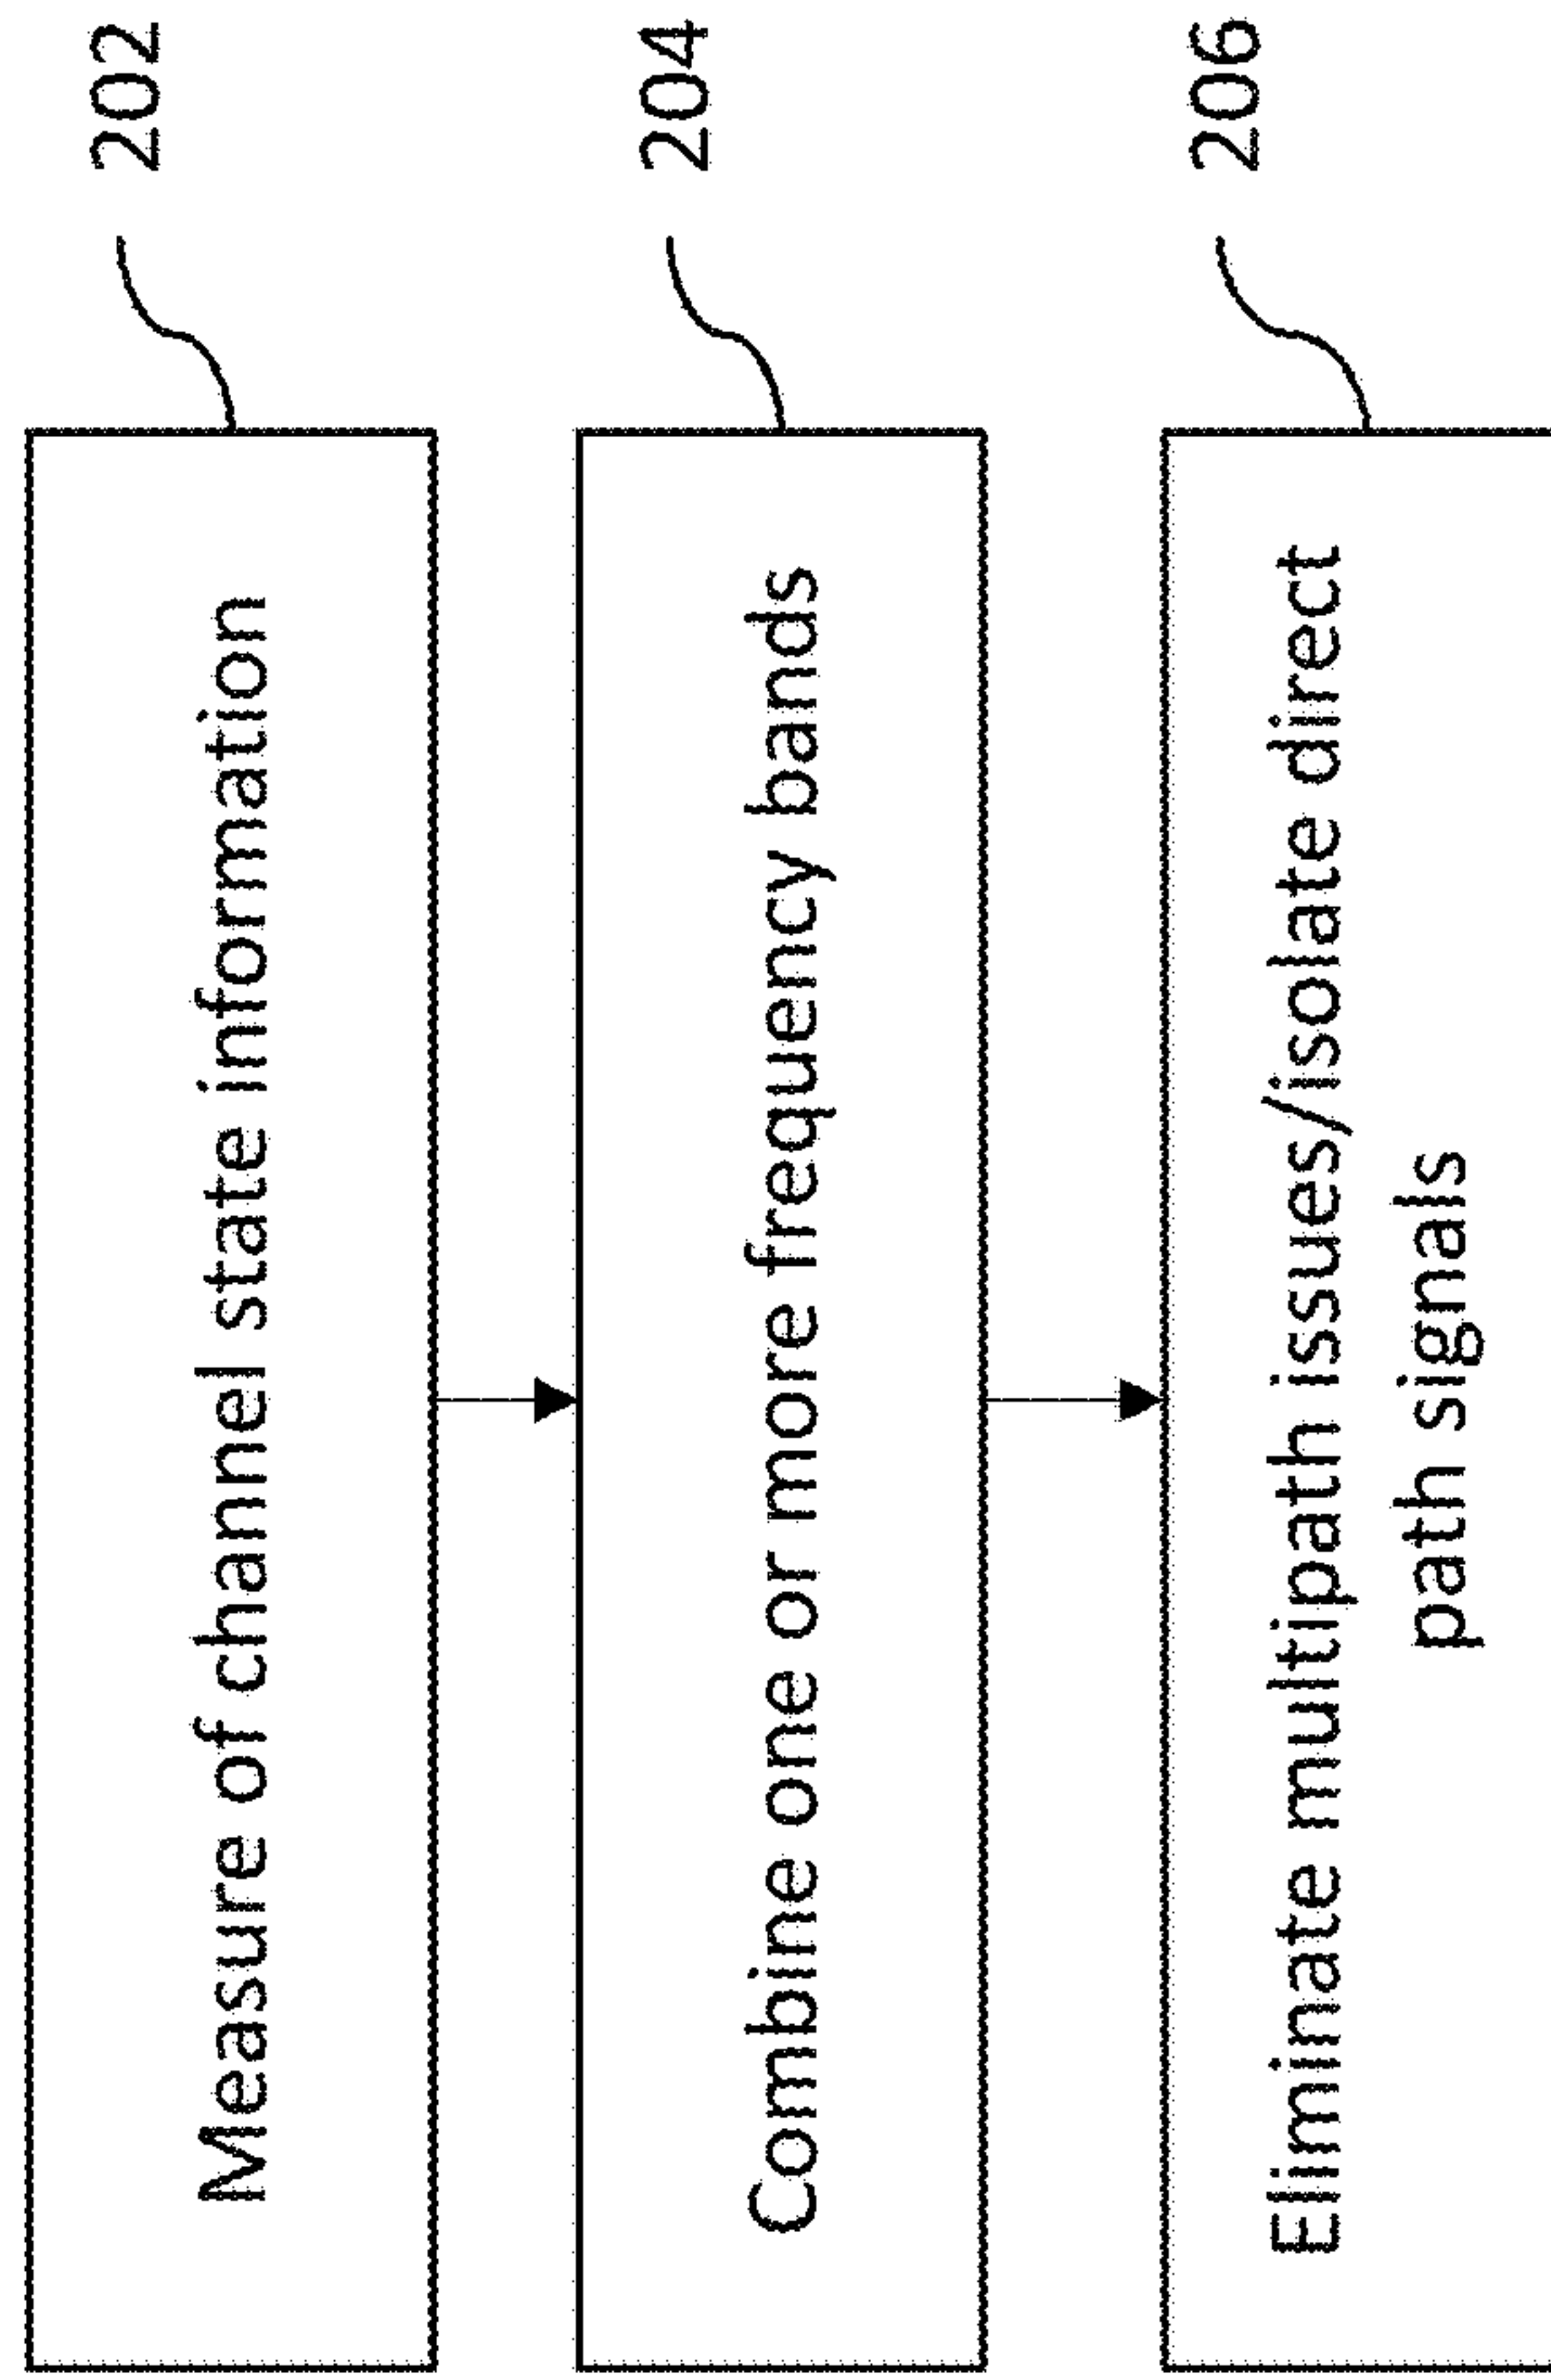 Measure of channel state information
202
Combine one or more frequency bands
204
Eliminate multipath issues/isolate direct
path signals
206